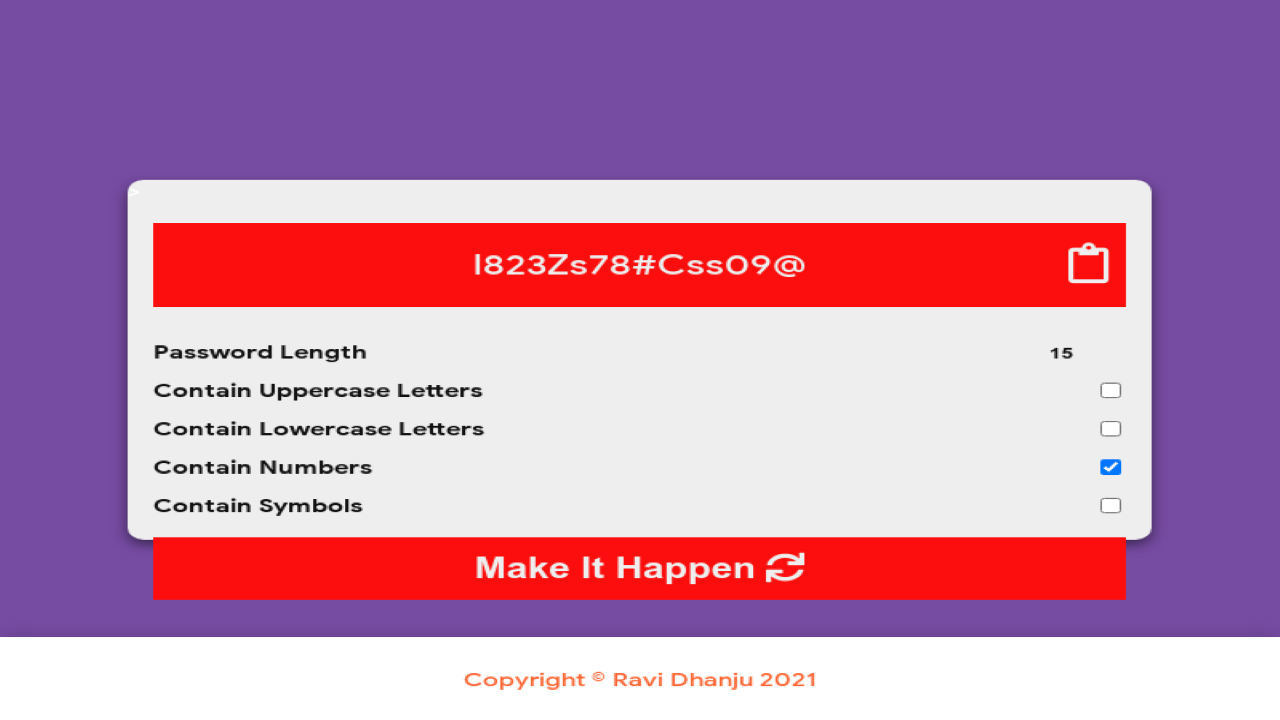 >
I823Zs78#Css09@
Password Length 15
Contain Uppercase Letters
Contain Lowercase Letters
Contain Numbers
Contain Symbols
Make It Happen
Copyright © Ravi Dhanju 2021